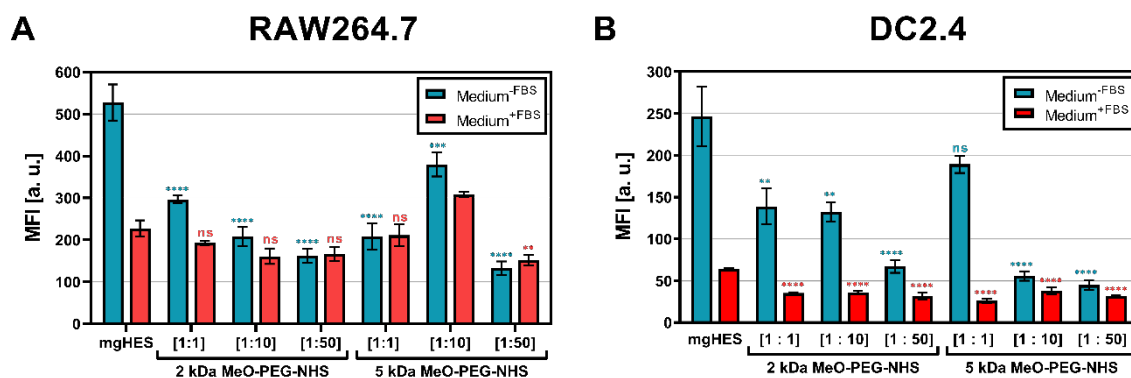 A
RAW264.7
MFI [a. u.]
600
500
400
300
200
100
0
Medium-FBS
Medium+FBS
****
ns
****
ns
****
ns
****
ns
***
****
**
mgHES
[1:1]
[1:10]
[1:50]
[1:1]
[1:10]
[1:50]
2 kDa MeO-PEG-NHS
5 kDa MeO-PEG-NHS
B
DC2.4
MFI [a. u.]
300
250
200
150
100
50
0
Medium-FBS
Medium+FBS
**
****
**
****
****
****
ns
****
****
****
****
****
mgHES
[1 : 1]
[1 : 10]
[1 : 50]
[1 : 1]
[1 : 10]
[1 : 50]
2 kDa MeO-PEG-NHS
5 kDa MeO-PEG-NHS